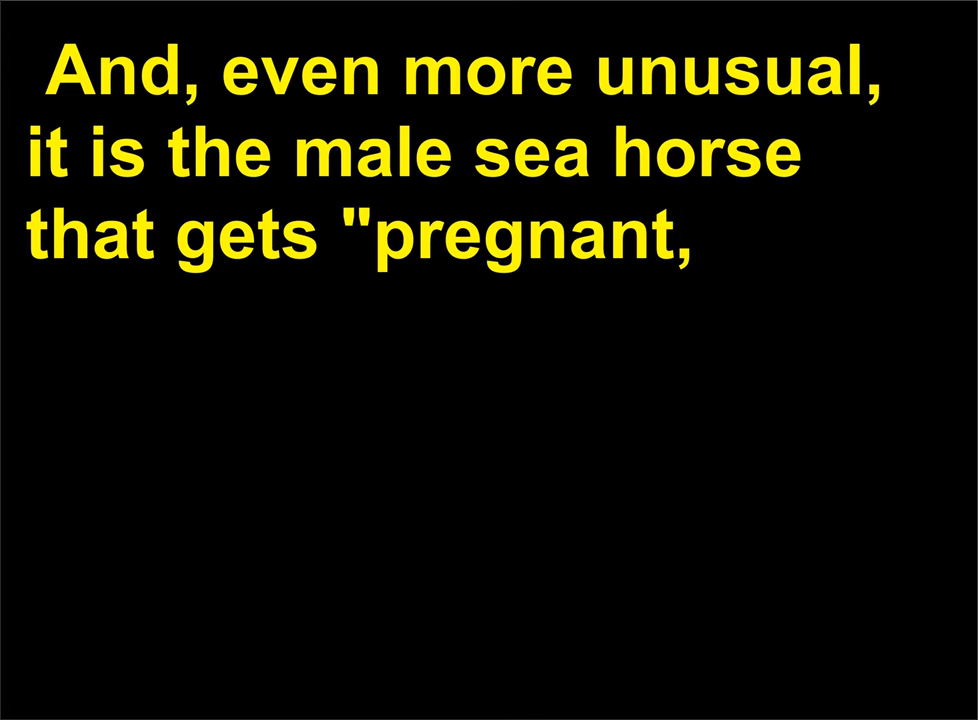 And, even more unusual,
it is the male sea horse
that gets "pregnant,